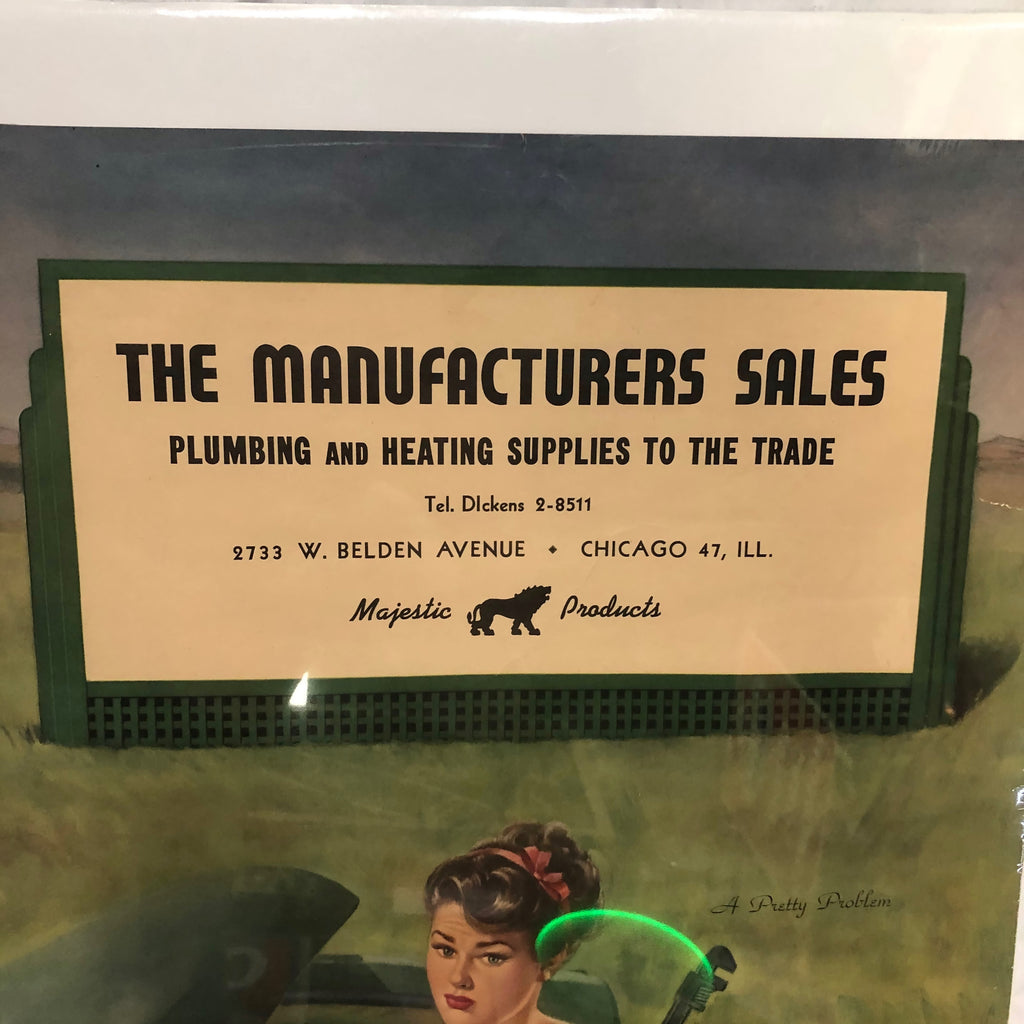 THE MANUFACTURERS SALES
PLUMBING AND HEATING SUPPLIES TO THE TRADE
Tel. DIckens 2-8511
2733 W. BELDEN AVENUE • CHICAGO 47, ILL.
Majestic Products
A Pretty Problem